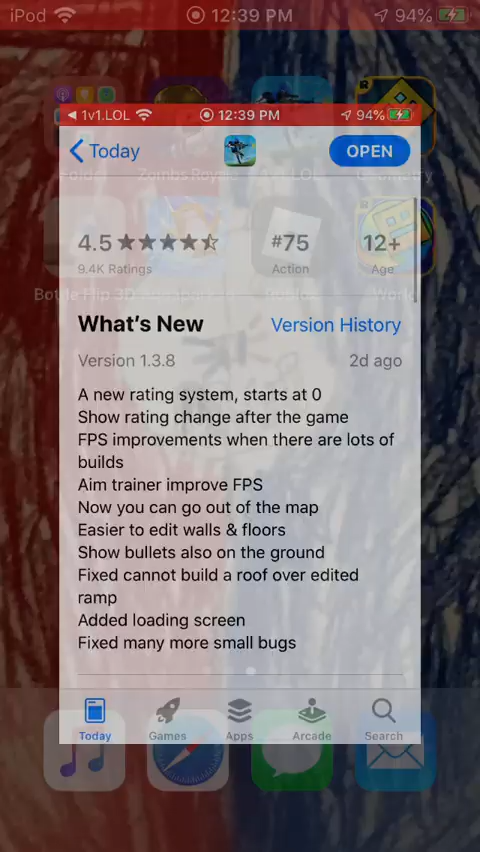 iPod 12:39 PM 94%
1v1.LOL 12:39 PM 94%
Today OPEN
4.5 #75 12+
9.4K Ratings Action Age
Bottle Flip 3D
What's New Version History
Version 1.3.8 2d ago
A new rating system, starts at 0
Show rating change after the game
FPS improvements when there are lots of
builds
Aim trainer improve FPS
Now you can go out of the map
Easier to edit walls & floors
Show bullets also on the ground
Fixed cannot build a roof over edited
ramp
Added loading screen
Fixed many more small bugs
Today Games Apps Arcade Search